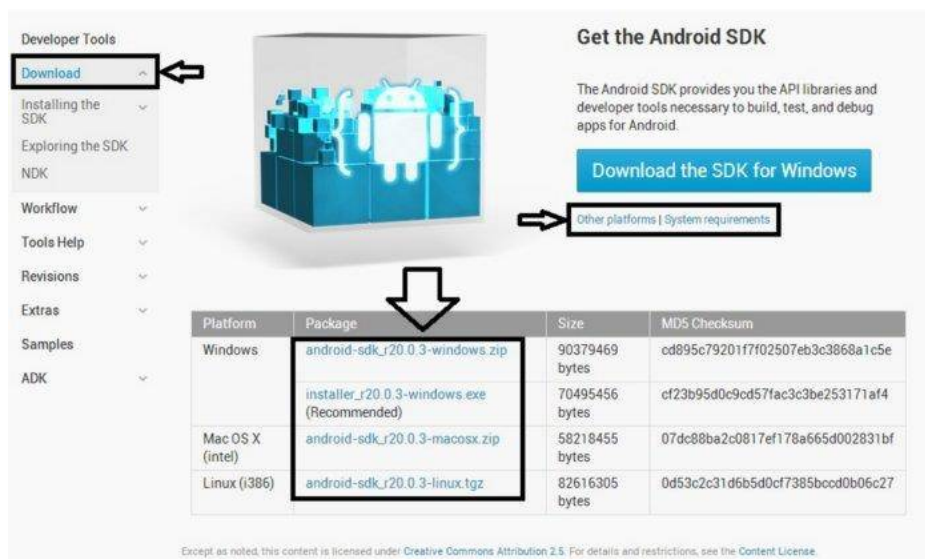 Developer Tools
Download
Installing the
SDK
Exploring the SDK
NDK
Workflow
Tools Help
Revisions
Extras
Samples
ADK
Get the Android SDK
The Android SDK provides you the API libraries and
developer tools necessary to build, test, and debug
apps for Android.
Download the SDK for Windows
Other platforms | System requirements
Platform Package Size MD5 Checksum
Windows android-sdk_r20.0.3-windows.zip 90379469 cd895c79201f7f02507eb3c3868a1c5e
bytes
installer_r20.0.3-windows.exe 70495456 cf23b95d0c9cd57fac3c3be253171af4
(Recommended) bytes
Mac OS X android-sdk_r20.0.3-macosx.zip 58218455 07dc88ba2c0817ef178a665d002831bf
(intel) bytes
Linux (i386) android-sdk_r20.0.3-linux.tgz 82616305 0d53c2c31d6b5d0cf7385bccd0b06c27
bytes
Except as noted, this content is licensed under Creative Commons Attribution 2.5. For details and restrictions, see the Content License.